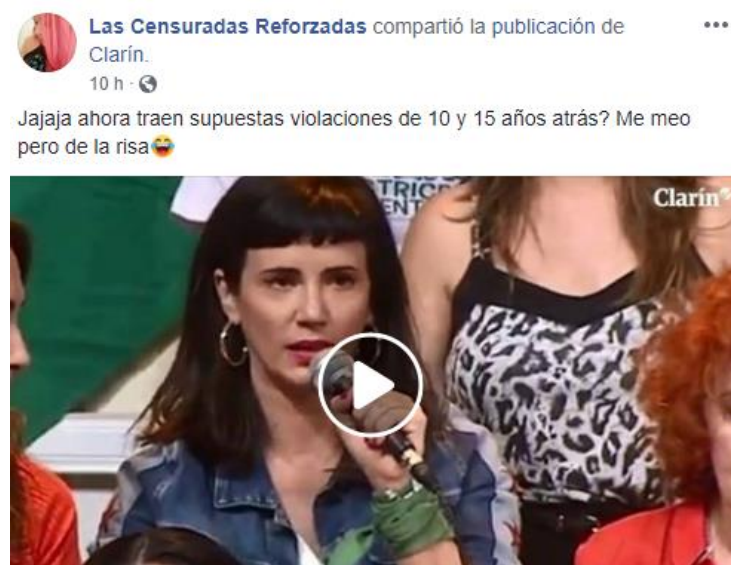 Las Censuradas Reforzadas compartió la publicación de
Clarín.
10 h ·
Jajaja ahora traen supuestas violaciones de 10 y 15 años atrás? Me meo
pero de la risa😂
Clarín